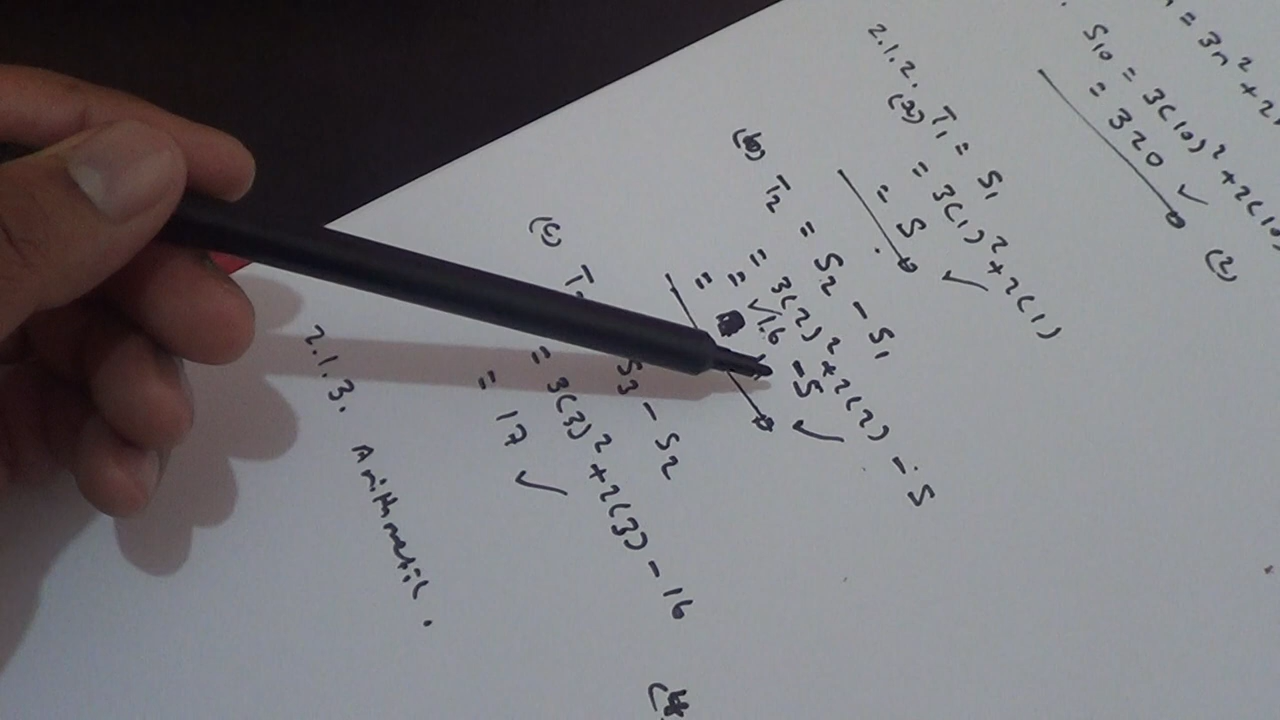 = 3n² + 2
S10 = 3(10)² + 2(10
= 320 ✓
(2)
2.1.2. (a) T1 = S1
= 3(1)² + 2(1)
= 5 ✓
(b) T2 = S2 - S1
= 3(2)² + 2(2) - 5
= 16 - 5 ✓
=
(c) S3 - S2
= 3(3)² + 2(3) - 16
= 17 ✓
2.1.3. Arithmetic.